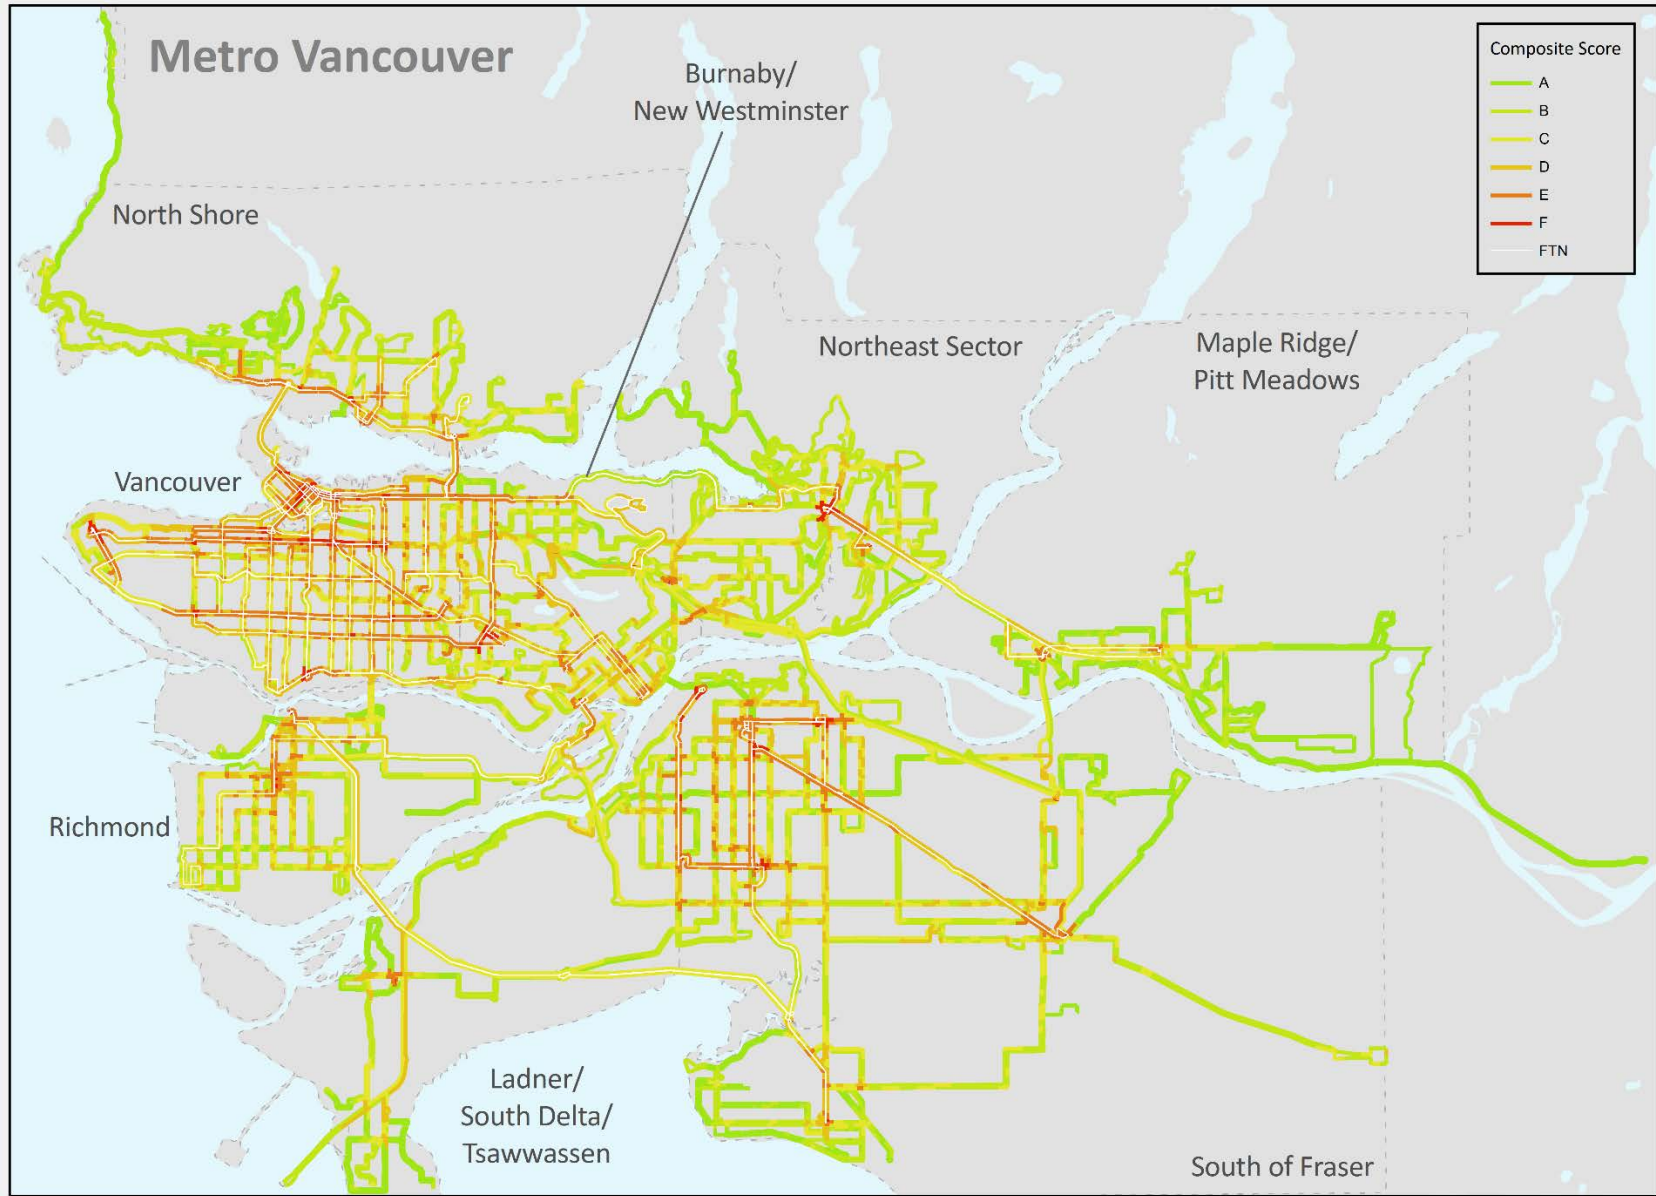 Metro Vancouver
Burnaby/
New Westminster
Composite Score
A
B
C
D
E
F
FTN
North Shore
Northeast Sector
Maple Ridge/
Pitt Meadows
Vancouver
Richmond
Ladner/
South Delta/
Tsawwassen
South of Fraser